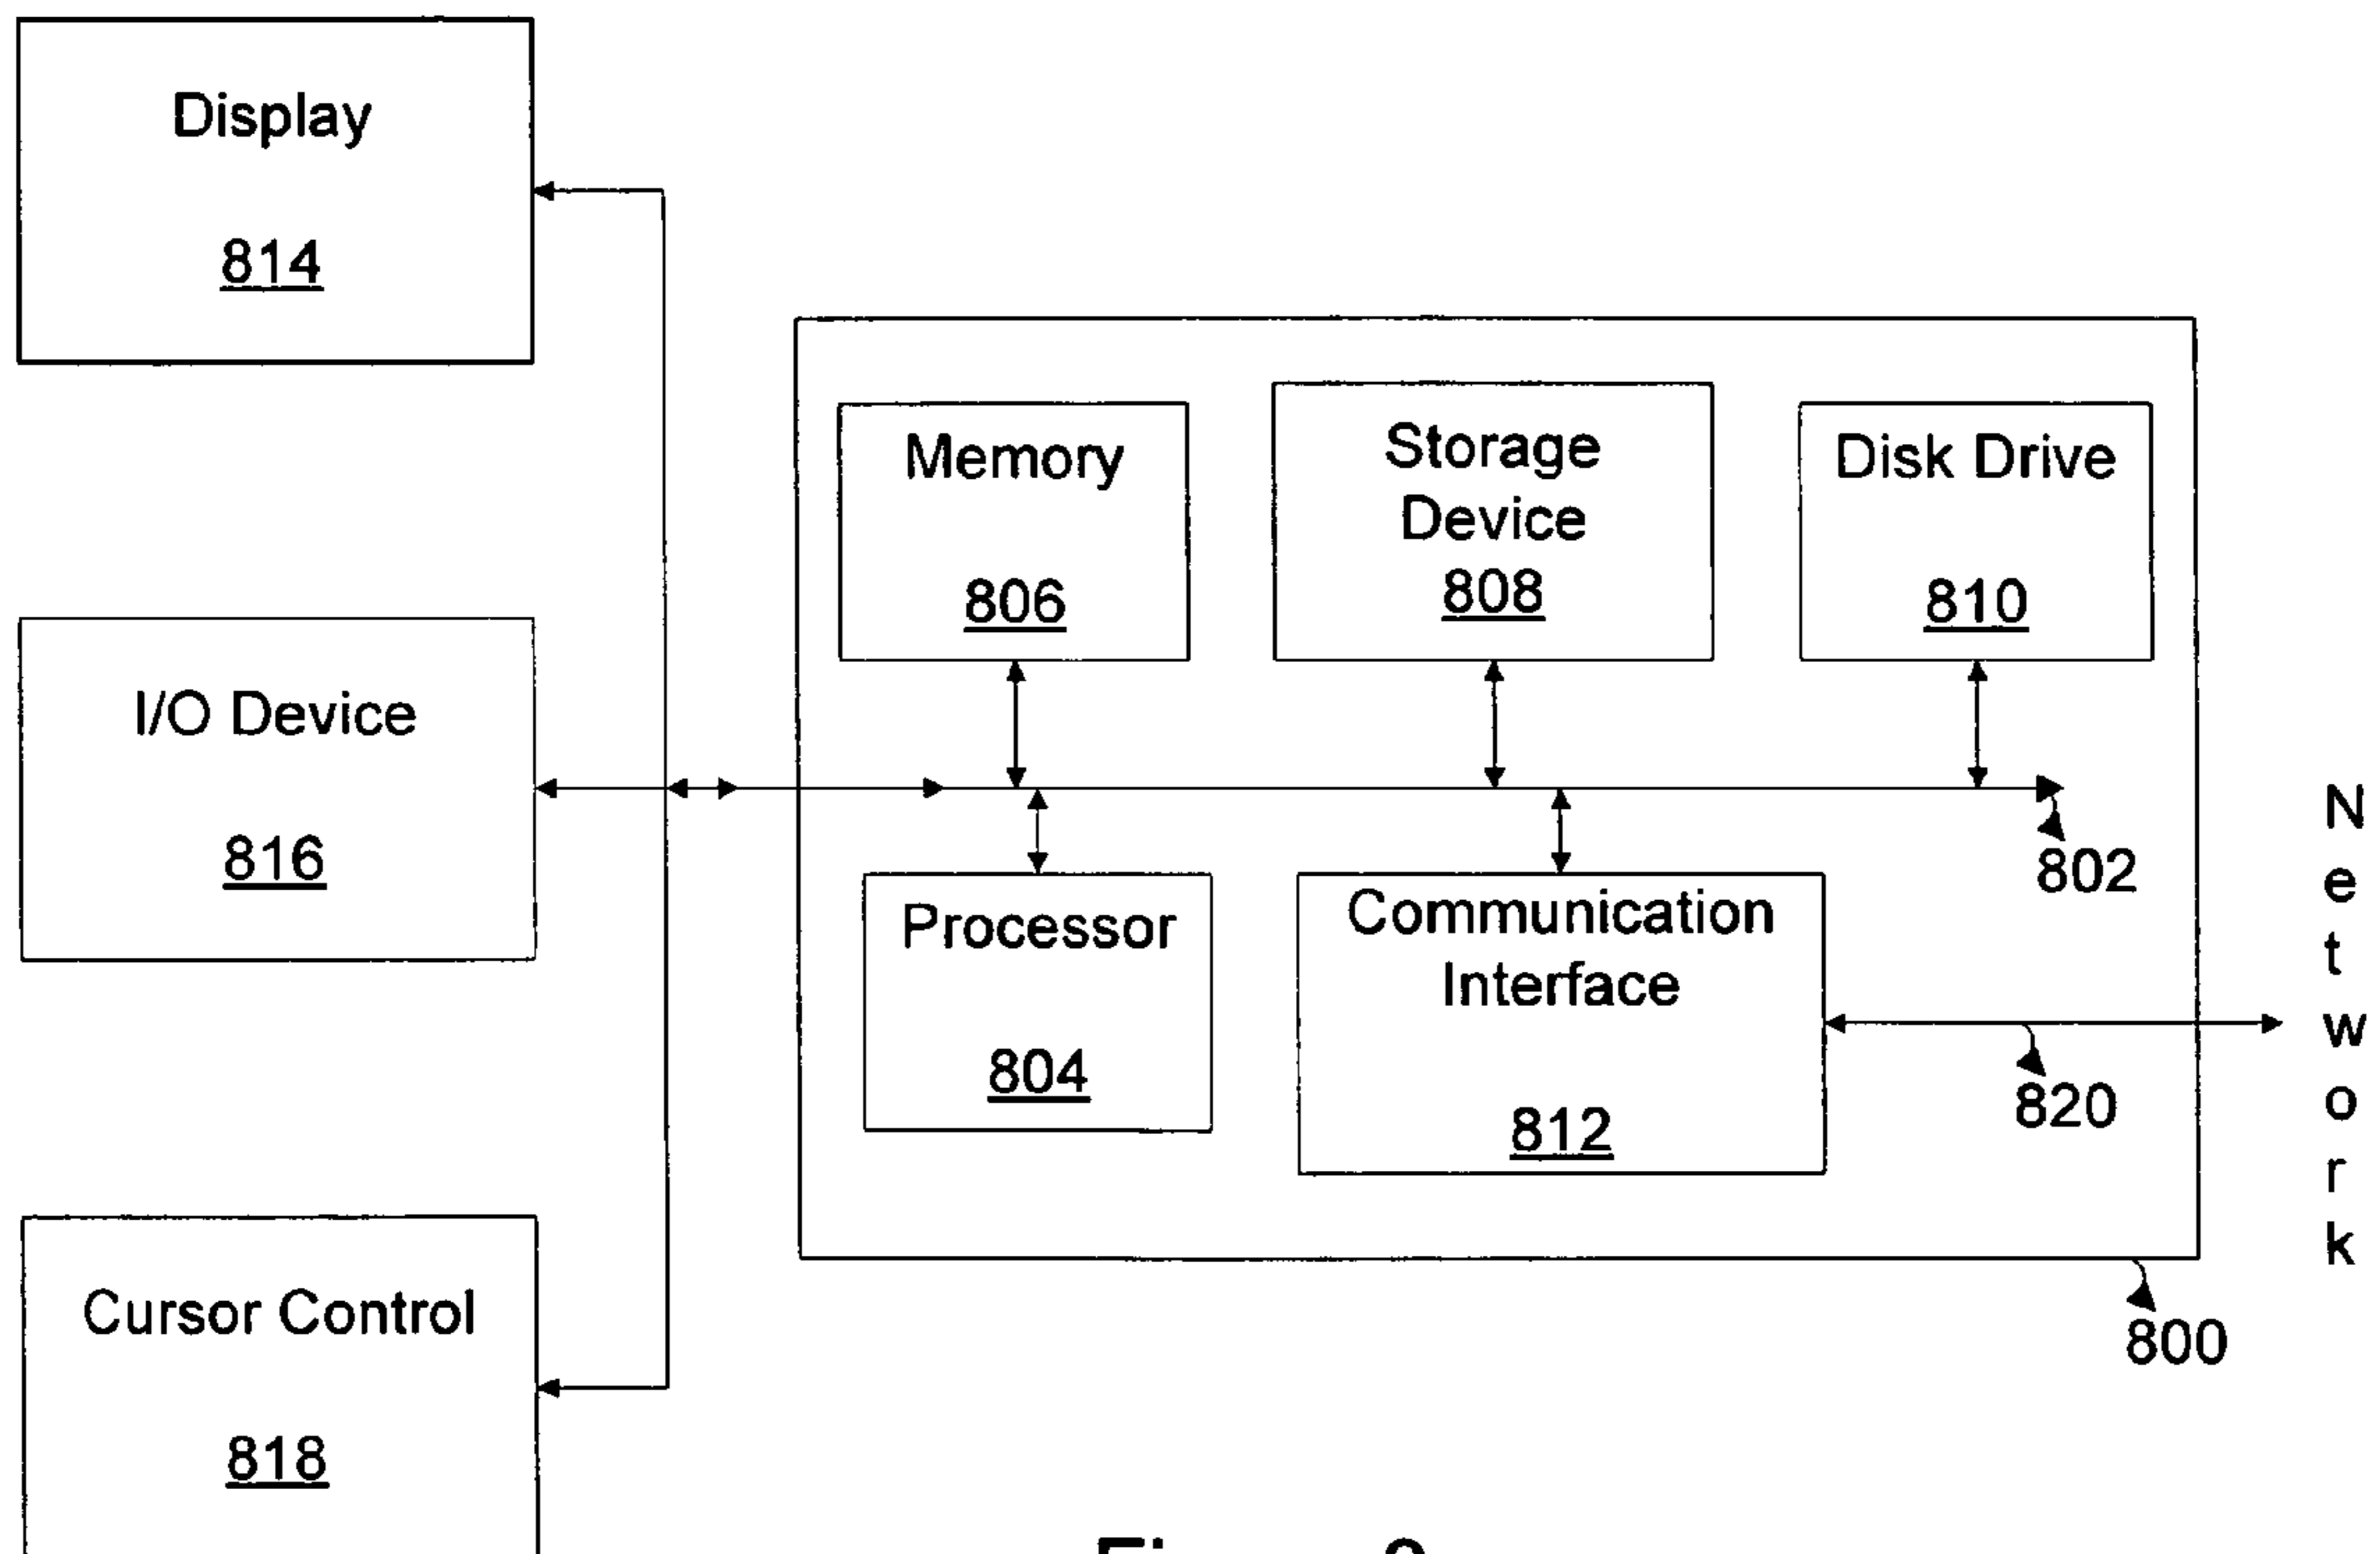 Display
814
Memory
806
Storage
Device
808
Disk Drive
810
I/O Device
816
802
Processor
804
Communication
Interface
812
820
Network
800
Cursor Control
818